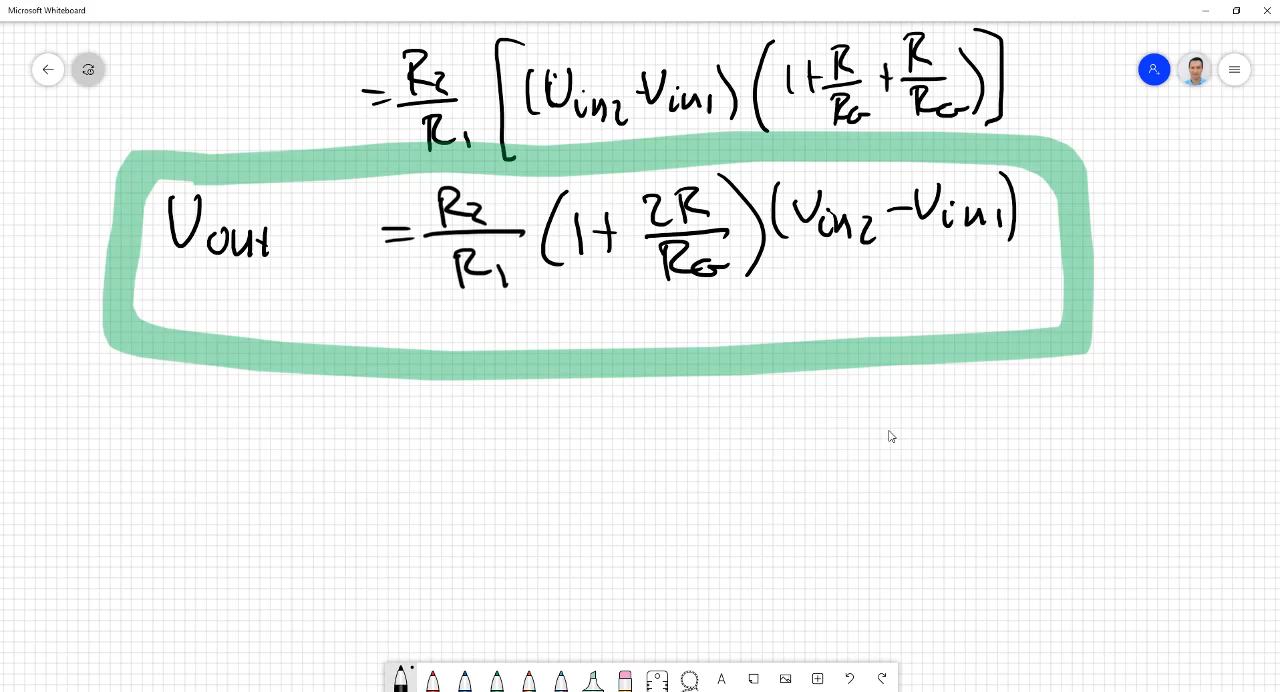 Microsoft Whiteboard
= R2/R1 [(Vin2 - Vin1)(1 + R/RG + R/RG)]
Vout = R2/R1 (1 + 2R/RG)(Vin2 - Vin1)
A